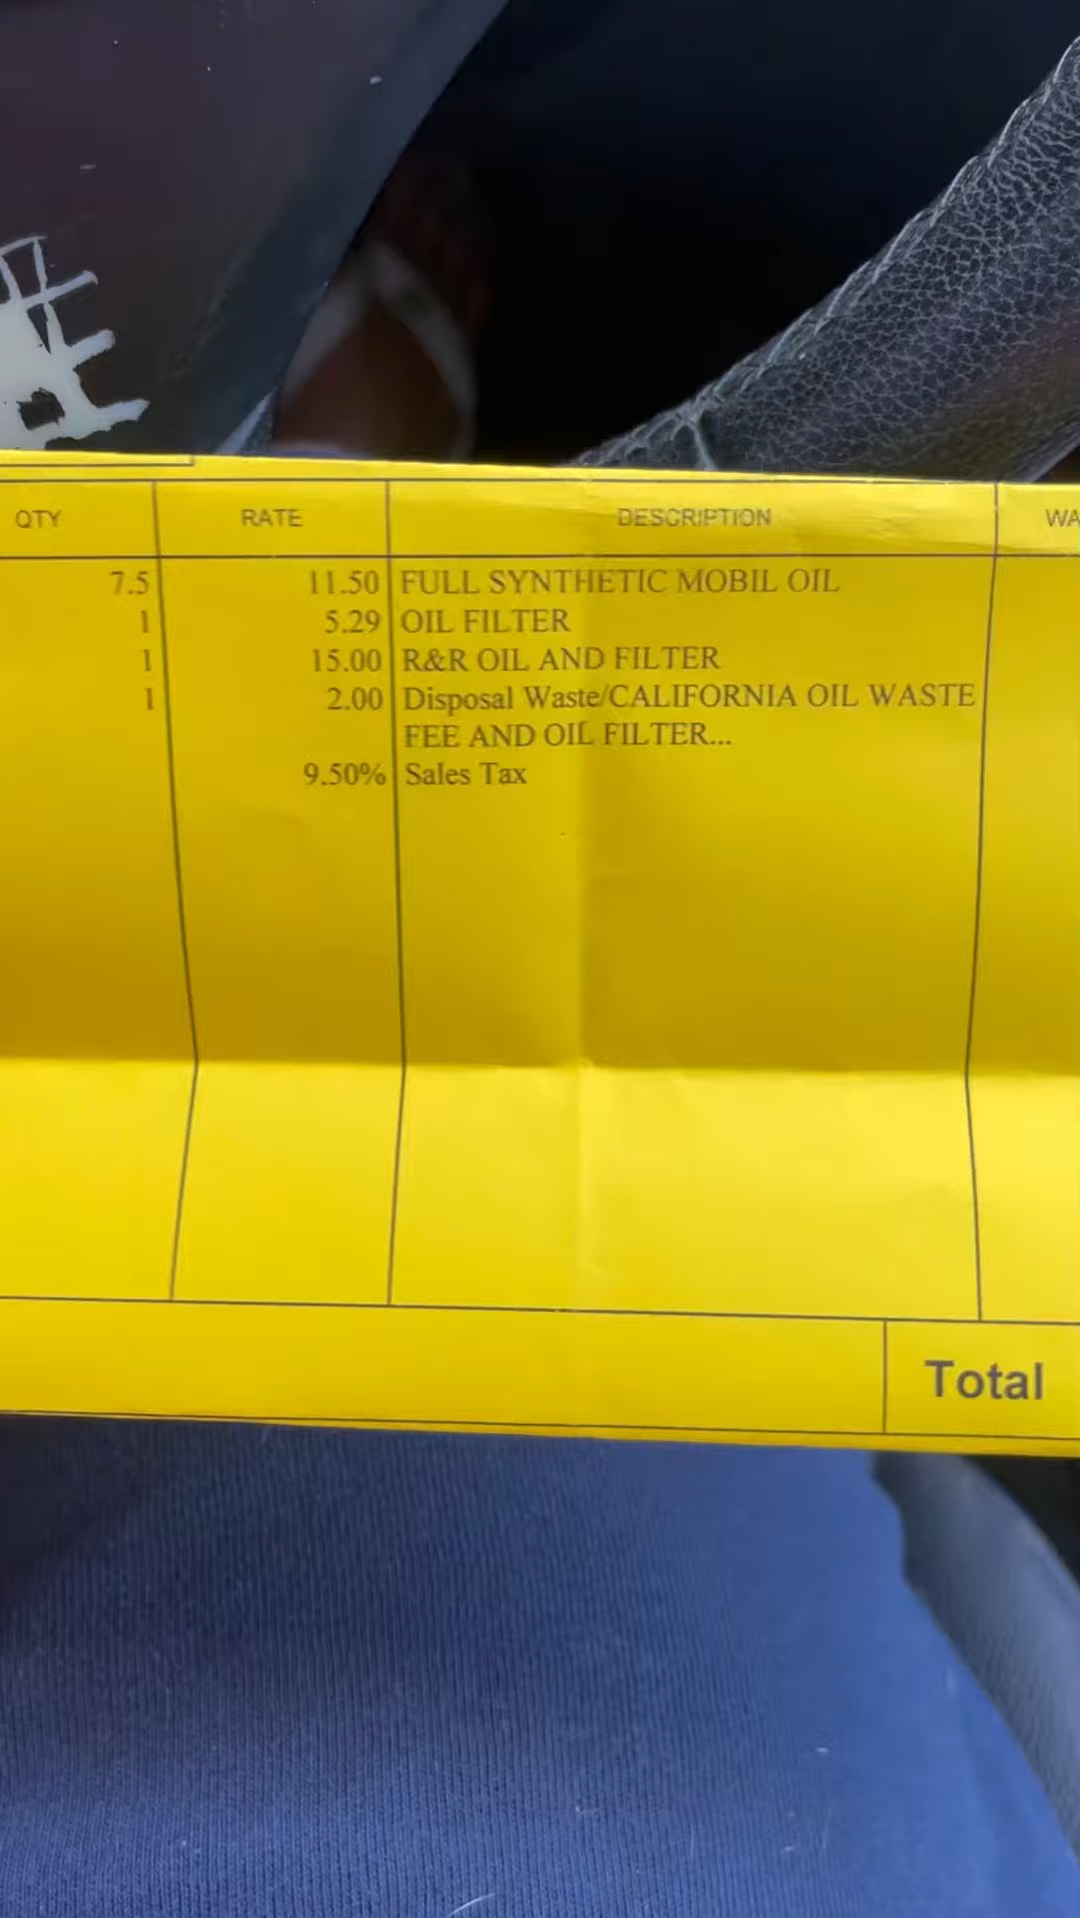 QTY RATE DESCRIPTION WA
7.5 11.50 FULL SYNTHETIC MOBIL OIL
1 5.29 OIL FILTER
1 15.00 R&R OIL AND FILTER
1 2.00 Disposal Waste/CALIFORNIA OIL WASTE
FEE AND OIL FILTER...
9.50% Sales Tax
Total